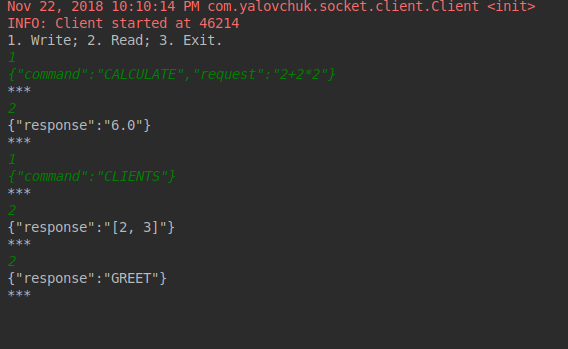 Nov 22, 2018 10:10:14 PM com.yalovchuk.socket.client.Client <init>
INFO: Client started at 46214
1. Write; 2. Read; 3. Exit.
1
{"command":"CALCULATE","request":"2+2*2"}
***
2
{"response":"6.0"}
***
1
{"command":"CLIENTS"}
***
2
{"response":"[2, 3]"}
***
2
{"response":"GREET"}
***